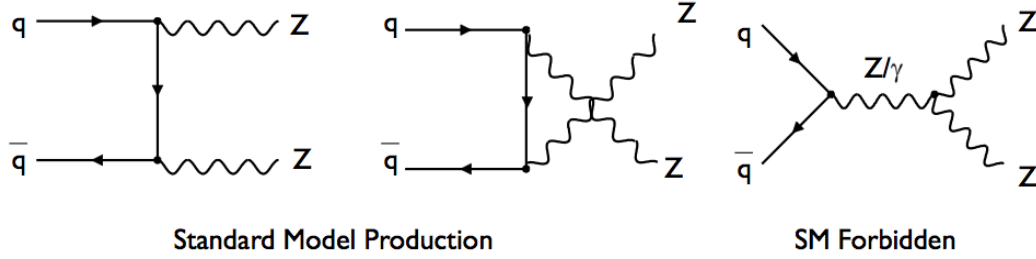 q Z q Z q Z
Z/γ
q̅ Z q̅ Z q̅ Z
Standard Model Production SM Forbidden